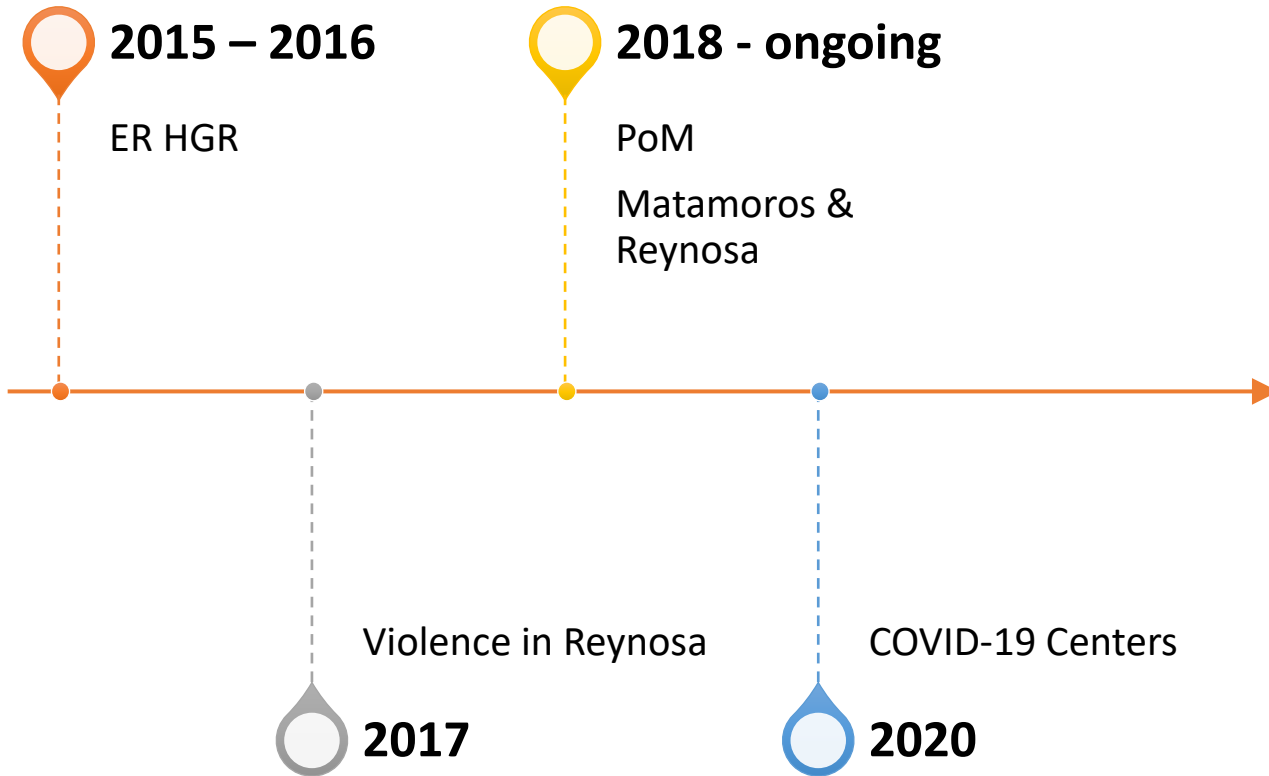 2015 – 2016
ER HGR
2018 - ongoing
PoM
Matamoros &
Reynosa
Violence in Reynosa
2017
COVID-19 Centers
2020